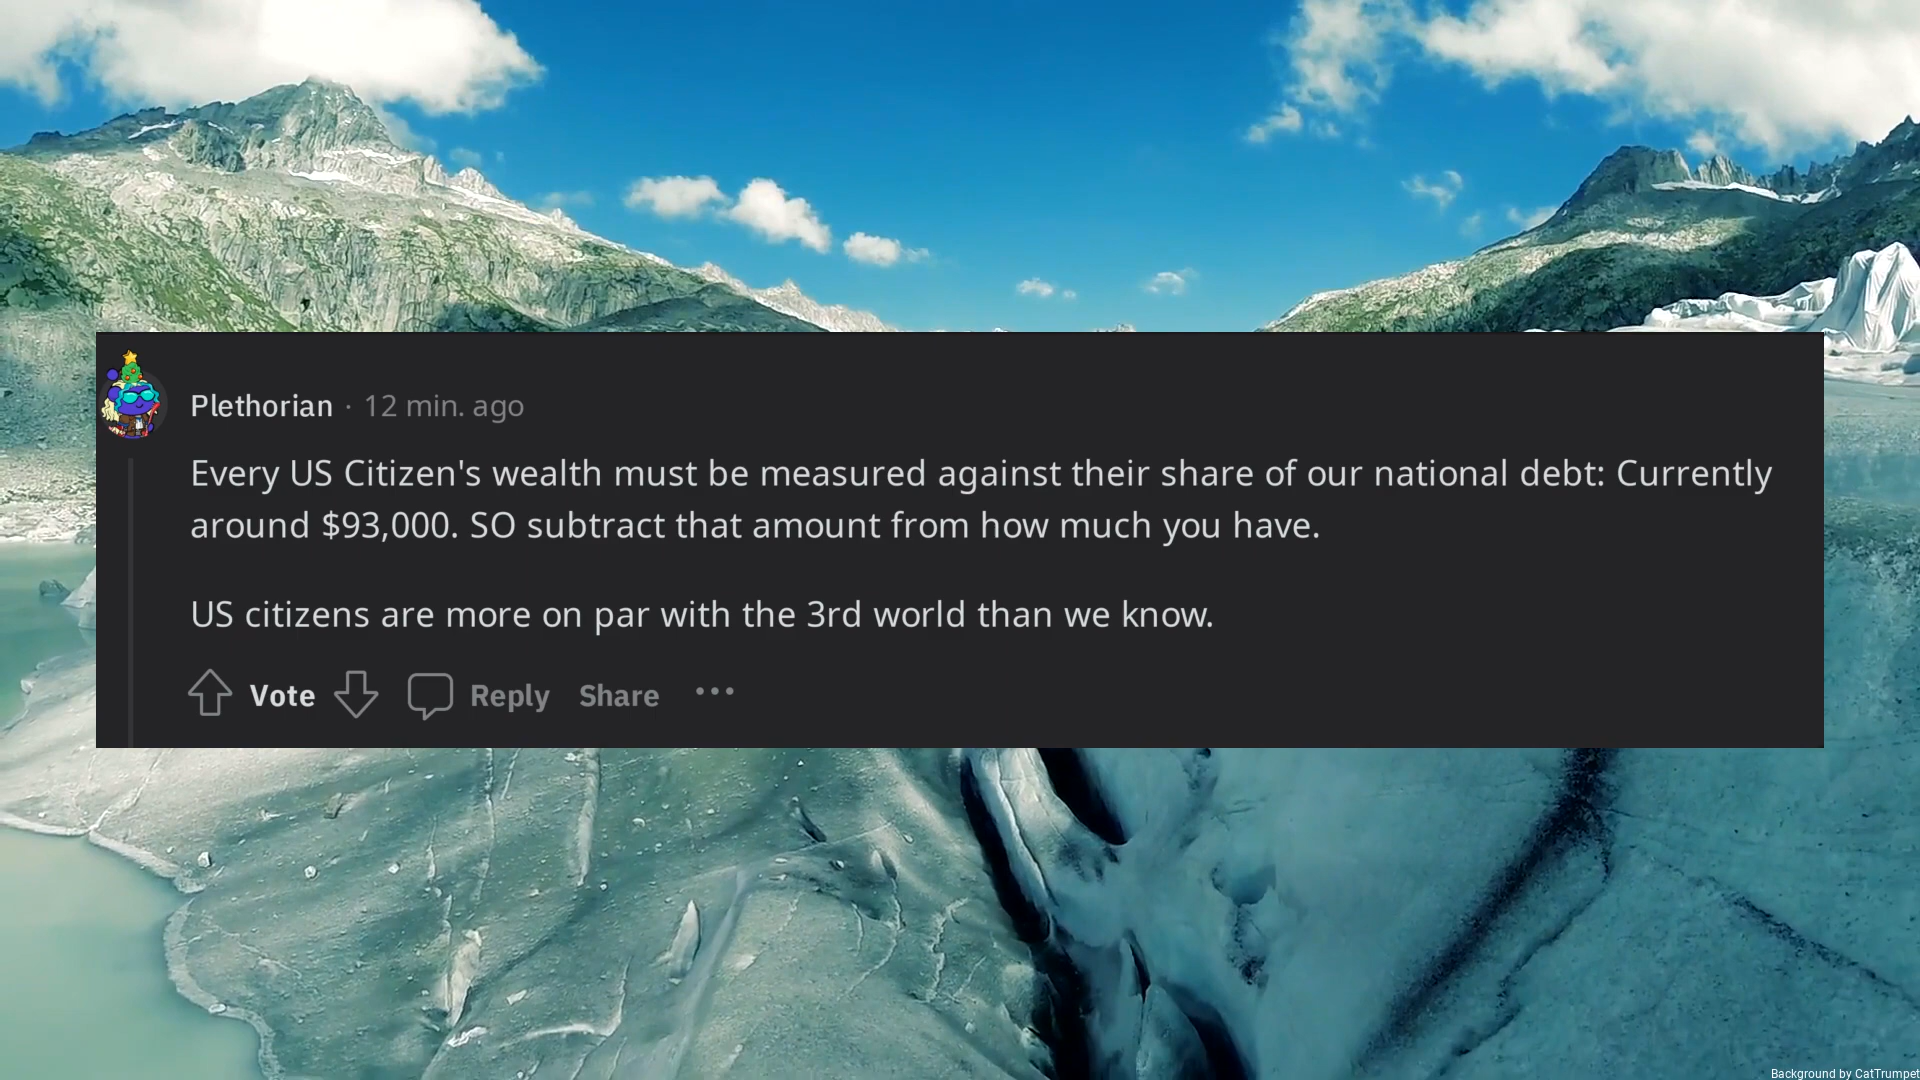 Plethorian · 12 min. ago
Every US Citizen's wealth must be measured against their share of our national debt: Currently
around $93,000. SO subtract that amount from how much you have.
US citizens are more on par with the 3rd world than we know.
Vote Reply Share ···
Background by CatTrumpet